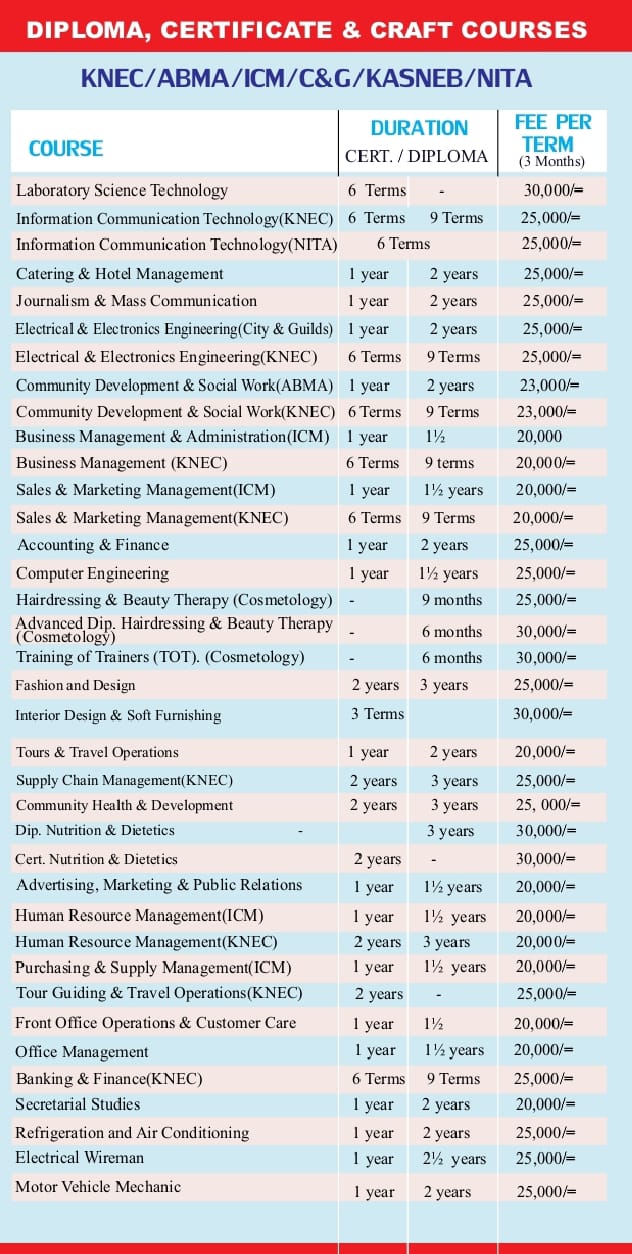 DIPLOMA, CERTIFICATE & CRAFT COURSES
KNEC/ABMA/ICM/C&G/KASNEB/NITA
COURSE DURATION FEE PER TERM
CERT. / DIPLOMA (3 Months)
Laboratory Science Technology 6 Terms - 30,000/=
Information Communication Technology(KNEC) 6 Terms 9 Terms 25,000/=
Information Communication Technology(NITA) 6 Terms 25,000/=
Catering & Hotel Management 1 year 2 years 25,000/=
Journalism & Mass Communication 1 year 2 years 25,000/=
Electrical & Electronics Engineering(City & Guilds) 1 year 2 years 25,000/=
Electrical & Electronics Engineering(KNEC) 6 Terms 9 Terms 25,000/=
Community Development & Social Work(ABMA) 1 year 2 years 23,000/=
Community Development & Social Work(KNEC) 6 Terms 9 Terms 23,000/=
Business Management & Administration(ICM) 1 year 1½ 20,000
Business Management (KNEC) 6 Terms 9 terms 20,000/=
Sales & Marketing Management(ICM) 1 year 1½ years 20,000/=
Sales & Marketing Management(KNEC) 6 Terms 9 Terms 20,000/=
Accounting & Finance 1 year 2 years 25,000/=
Computer Engineering 1 year 1½ years 25,000/=
Hairdressing & Beauty Therapy (Cosmetology) - 9 months 25,000/=
Advanced Dip. Hairdressing & Beauty Therapy
(Cosmetology) - 6 months 30,000/=
Training of Trainers (TOT). (Cosmetology) - 6 months 30,000/=
Fashion and Design 2 years 3 years 25,000/=
Interior Design & Soft Furnishing 3 Terms 30,000/=
Tours & Travel Operations 1 year 2 years 20,000/=
Supply Chain Management(KNEC) 2 years 3 years 25,000/=
Community Health & Development 2 years 3 years 25, 000/=
Dip. Nutrition & Dietetics - 3 years 30,000/=
Cert. Nutrition & Dietetics 2 years - 30,000/=
Advertising, Marketing & Public Relations 1 year 1½ years 20,000/=
Human Resource Management(ICM) 1 year 1½ years 20,000/=
Human Resource Management(KNEC) 2 years 3 years 20,000/=
Purchasing & Supply Management(ICM) 1 year 1½ years 20,000/=
Tour Guiding & Travel Operations(KNEC) 2 years - 25,000/=
Front Office Operations & Customer Care 1 year 1½ 20,000/=
Office Management 1 year 1½ years 20,000/=
Banking & Finance(KNEC) 6 Terms 9 Terms 25,000/=
Secretarial Studies 1 year 2 years 20,000/=
Refrigeration and Air Conditioning 1 year 2 years 25,000/=
Electrical Wireman 1 year 2½ years 25,000/=
Motor Vehicle Mechanic 1 year 2 years 25,000/=